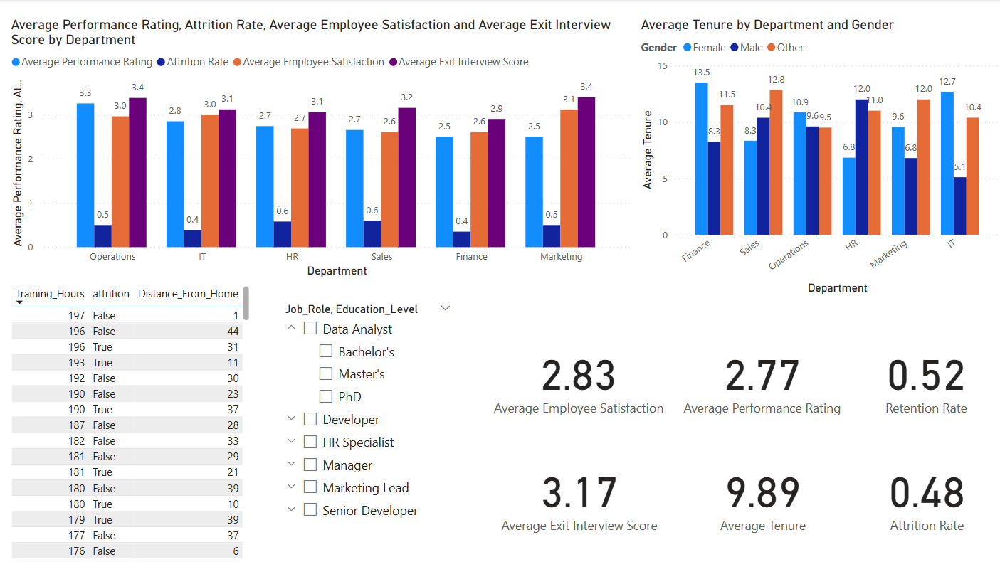 Average Performance Rating, Attrition Rate, Average Employee Satisfaction and Average Exit Interview
Score by Department
Average Performance Rating Attrition Rate Average Employee Satisfaction Average Exit Interview Score
Average Performance Rating, At...
3
2
1
0
3.3 0.5 3.0 3.4
2.8 0.4 3.0 3.1
2.7 0.6 2.7 3.1
2.7 0.6 2.6 3.2
2.5 0.4 2.6 2.9
2.5 0.5 3.1 3.4
Operations IT HR Sales Finance Marketing
Department
Average Tenure by Department and Gender
Gender Female Male Other
Average Tenure
15
10
5
0
13.5 8.3 11.5
8.3 10.4 12.8
10.9 9.6 9.5
6.8 12.0 11.0
9.6 6.8 12.0
12.7 5.1 10.4
Finance Sales Operations HR Marketing IT
Department
Training_Hours attrition Distance_From_Home
197 False 1
196 False 44
196 True 31
193 True 11
192 False 30
190 False 23
190 True 37
187 False 28
182 False 33
181 False 29
181 True 21
180 False 39
180 True 10
179 True 39
177 False 37
176 False 6
Job_Role, Education_Level
Data Analyst
Bachelor's
Master's
PhD
Developer
HR Specialist
Manager
Marketing Lead
Senior Developer
2.83
Average Employee Satisfaction
2.77
Average Performance Rating
0.52
Retention Rate
3.17
Average Exit Interview Score
9.89
Average Tenure
0.48
Attrition Rate